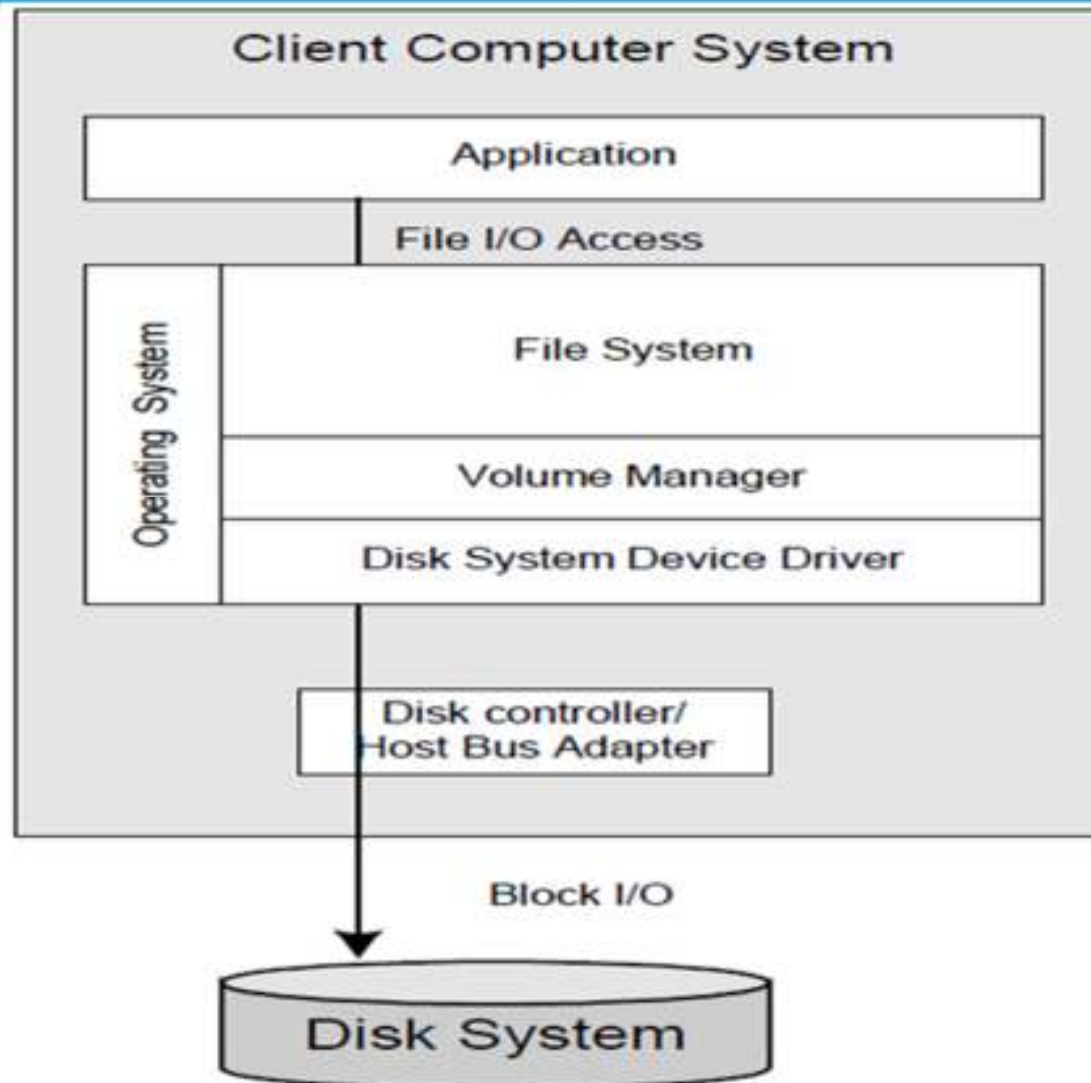 Client Computer System
Application
File I/O Access
Operating System
File System
Volume Manager
Disk System Device Driver
Disk controller/
Host Bus Adapter
Block I/O
Disk System